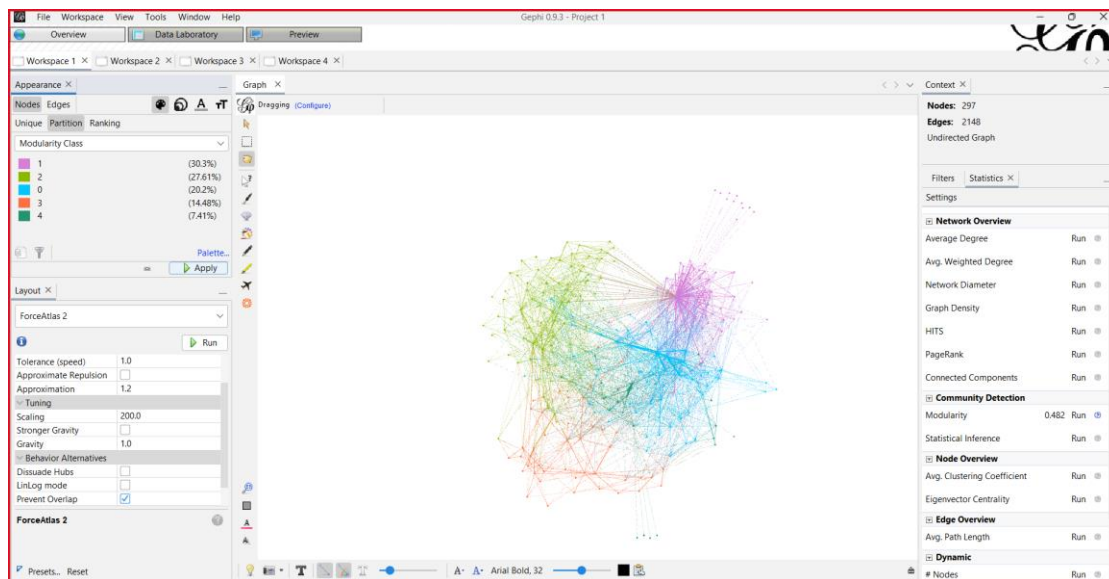 File Workspace View Tools Window Help
Gephi 0.9.3 - Project 1
Overview Data Laboratory Preview
Workspace 1 Workspace 2 Workspace 3 Workspace 4
Appearance
Nodes Edges
Unique Partition Ranking
Modularity Class
1 (30.3%)
2 (27.61%)
0 (20.2%)
3 (14.48%)
4 (7.41%)
Palette...
Apply
Layout
ForceAtlas 2
Run
Tolerance (speed) 1.0
Approximate Repulsion
Approximation 1.2
Tuning
Scaling 200.0
Stronger Gravity
Gravity 1.0
Behavior Alternatives
Dissuade Hubs
LinLog mode
Prevent Overlap
ForceAtlas 2
Presets... Reset
Graph
Dragging (Configure)
A- A- Arial Bold, 32
Context
Nodes: 297
Edges: 2148
Undirected Graph
Filters Statistics
Settings
Network Overview
Average Degree Run
Avg. Weighted Degree Run
Network Diameter Run
Graph Density Run
HITS Run
PageRank Run
Connected Components Run
Community Detection
Modularity 0.482 Run
Statistical Inference Run
Node Overview
Avg. Clustering Coefficient Run
Eigenvector Centrality Run
Edge Overview
Avg. Path Length Run
Dynamic
# Nodes Run